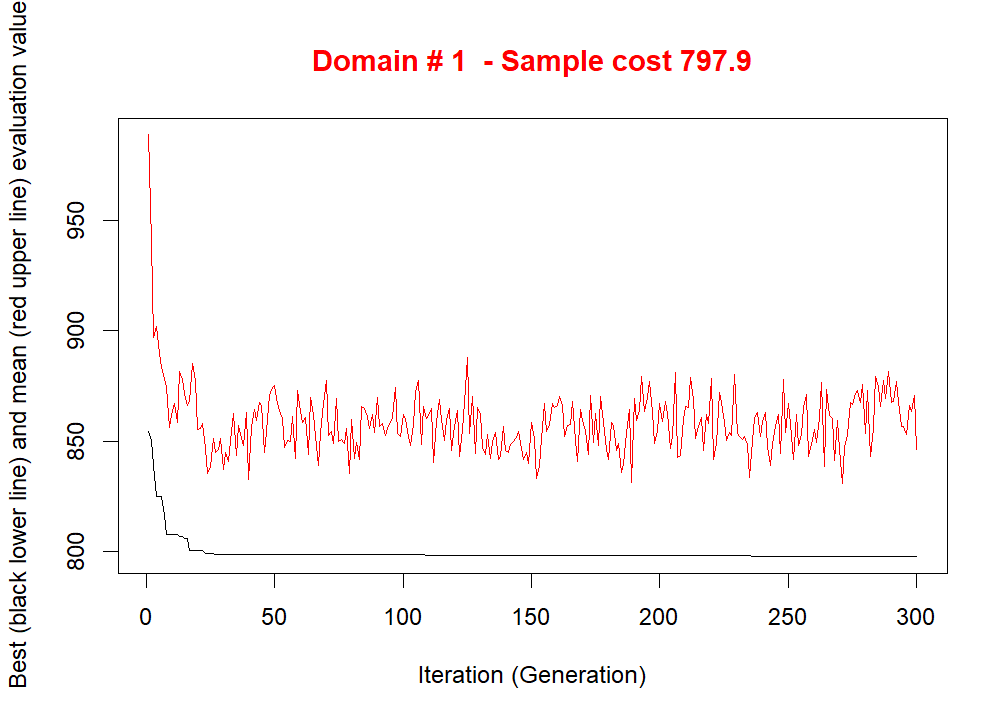 Domain # 1  - Sample cost 797.9
Best (black lower line) and mean (red upper line) evaluation value
950
900
850
800
0 50 100 150 200 250 300
Iteration (Generation)